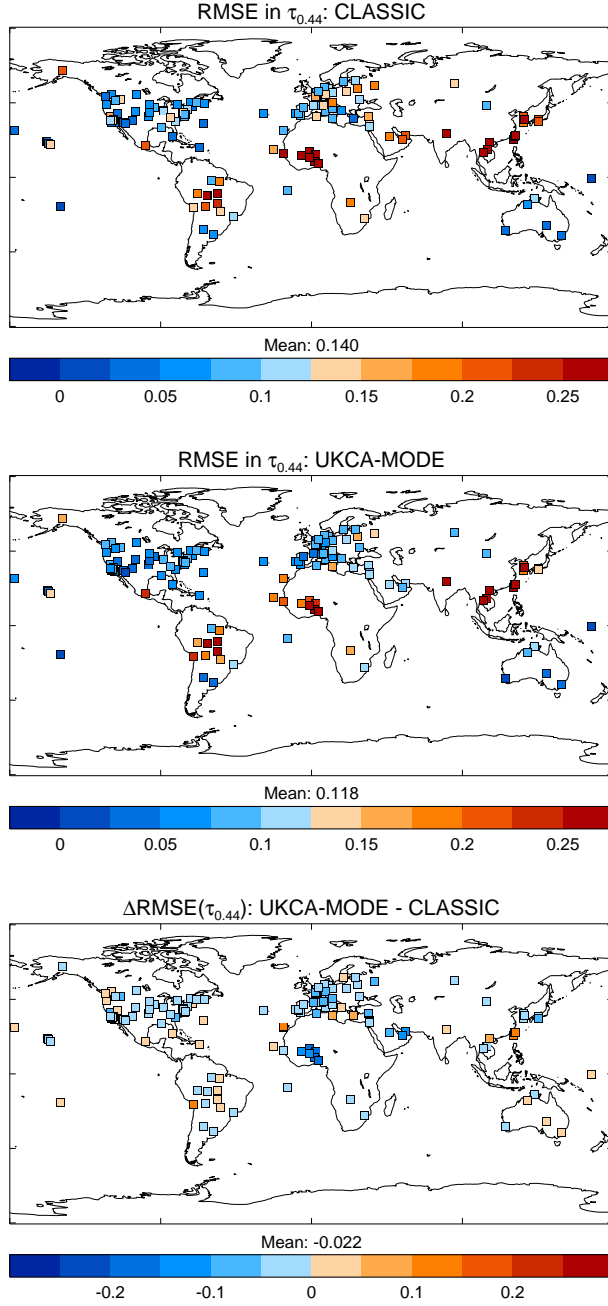 RMSE in τ0.44: CLASSIC
Mean: 0.140
0 0.05 0.1 0.15 0.2 0.25
RMSE in τ0.44: UKCA-MODE
Mean: 0.118
0 0.05 0.1 0.15 0.2 0.25
ΔRMSE(τ0.44): UKCA-MODE - CLASSIC
Mean: -0.022
-0.2 -0.1 0 0.1 0.2